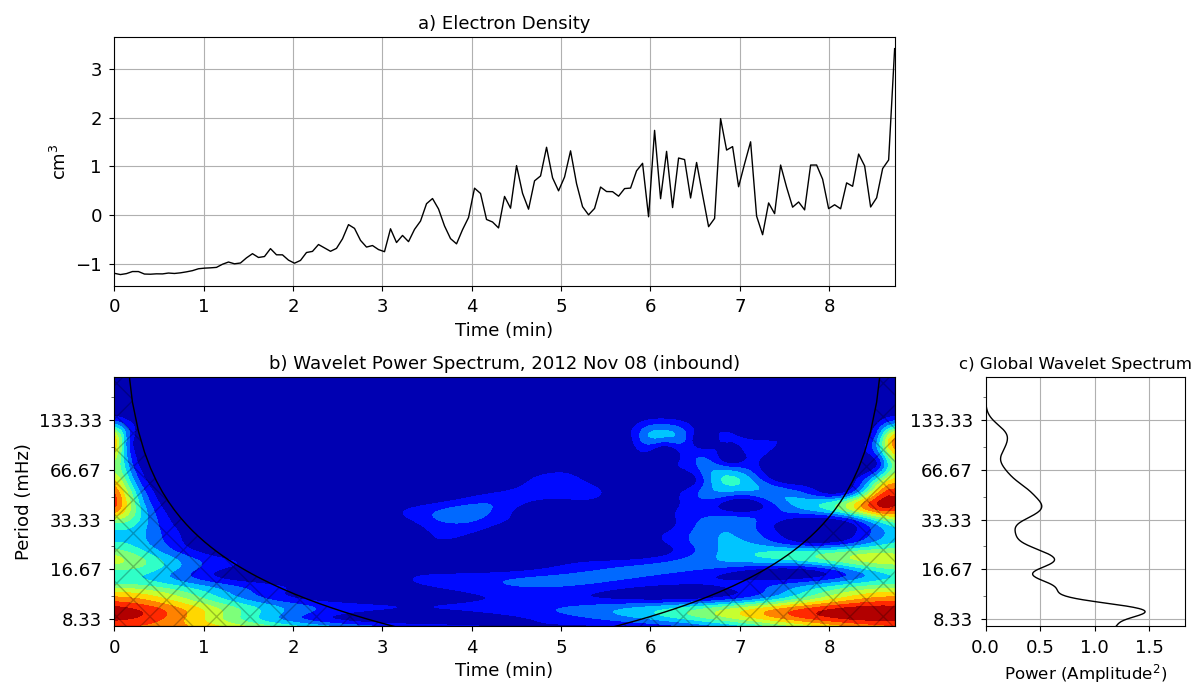 a) Electron Density
3
2
1
0
−1
cm³
0 1 2 3 4 5 6 7 8
Time (min)
b) Wavelet Power Spectrum, 2012 Nov 08 (inbound)
133.33
66.67
33.33
16.67
8.33
Period (mHz)
0 1 2 3 4 5 6 7 8
Time (min)
c) Global Wavelet Spectrum
133.33
66.67
33.33
16.67
8.33
0.0 0.5 1.0 1.5
Power (Amplitude²)